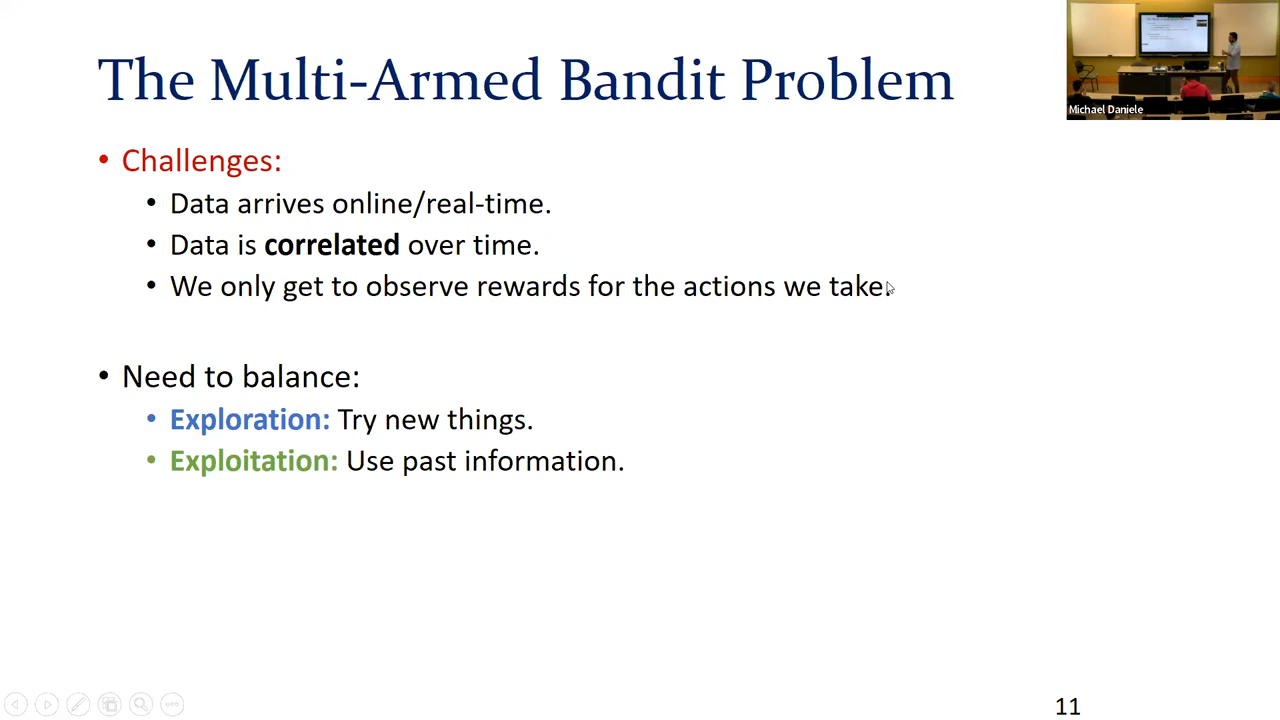 The Multi-Armed Bandit Problem
Michael Daniele
• Challenges:
• Data arrives online/real-time.
• Data is correlated over time.
• We only get to observe rewards for the actions we take.
• Need to balance:
• Exploration: Try new things.
• Exploitation: Use past information.
11